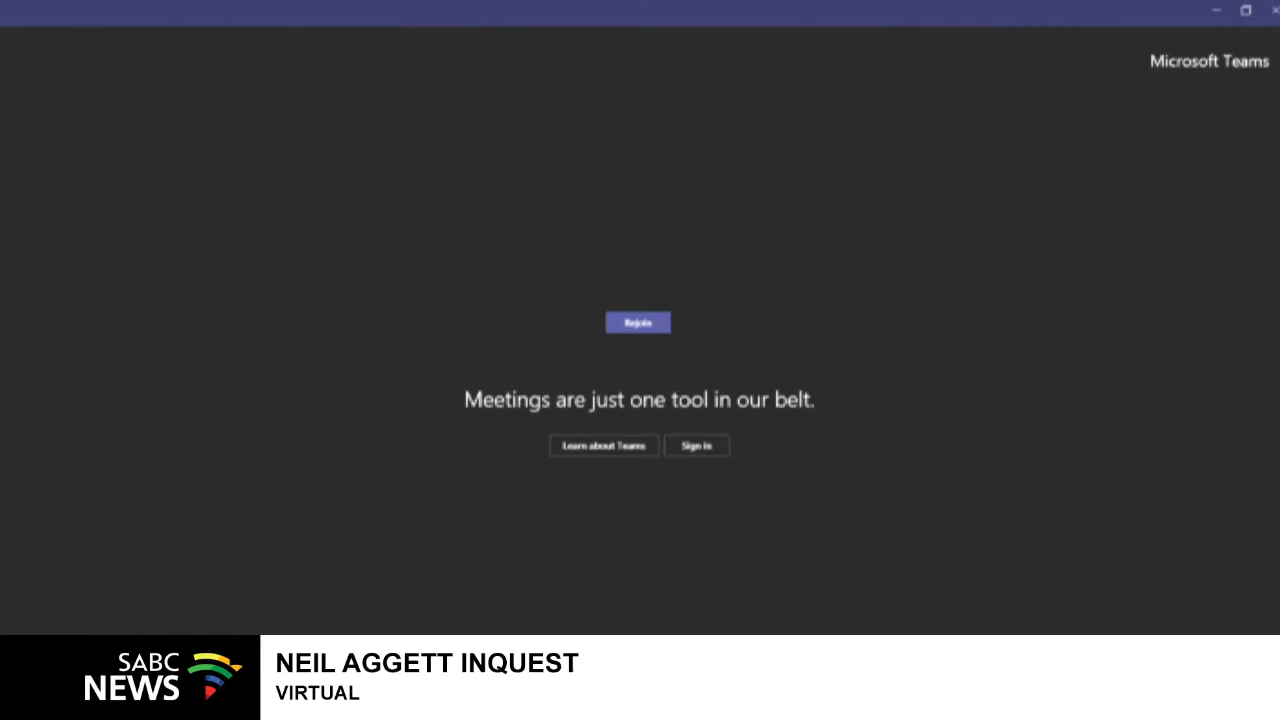 Microsoft Teams
Rejoin
Meetings are just one tool in our belt.
Learn about Teams Sign in
SABC
NEWS
NEIL AGGETT INQUEST
VIRTUAL